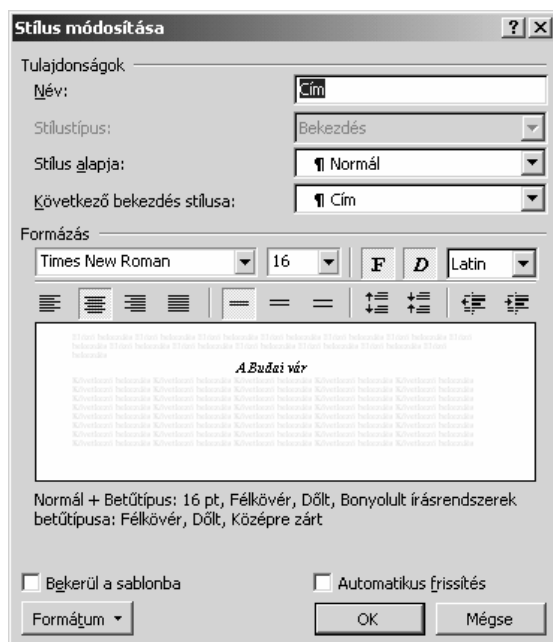 Stílus módosítása
Tulajdonságok
Név: Cím
Stílustípus: Bekezdés
Stílus alapja: ¶ Normál
Következő bekezdés stílusa: ¶ Cím
Formázás
Times New Roman 16 F D Latin
A Budai vár
Normál + Betűtípus: 16 pt, Félkövér, Dőlt, Bonyolult írásrendszerek
betűtípusa: Félkövér, Dőlt, Középre zárt
Bekerül a sablonba Automatikus frissítés
Formátum OK Mégse